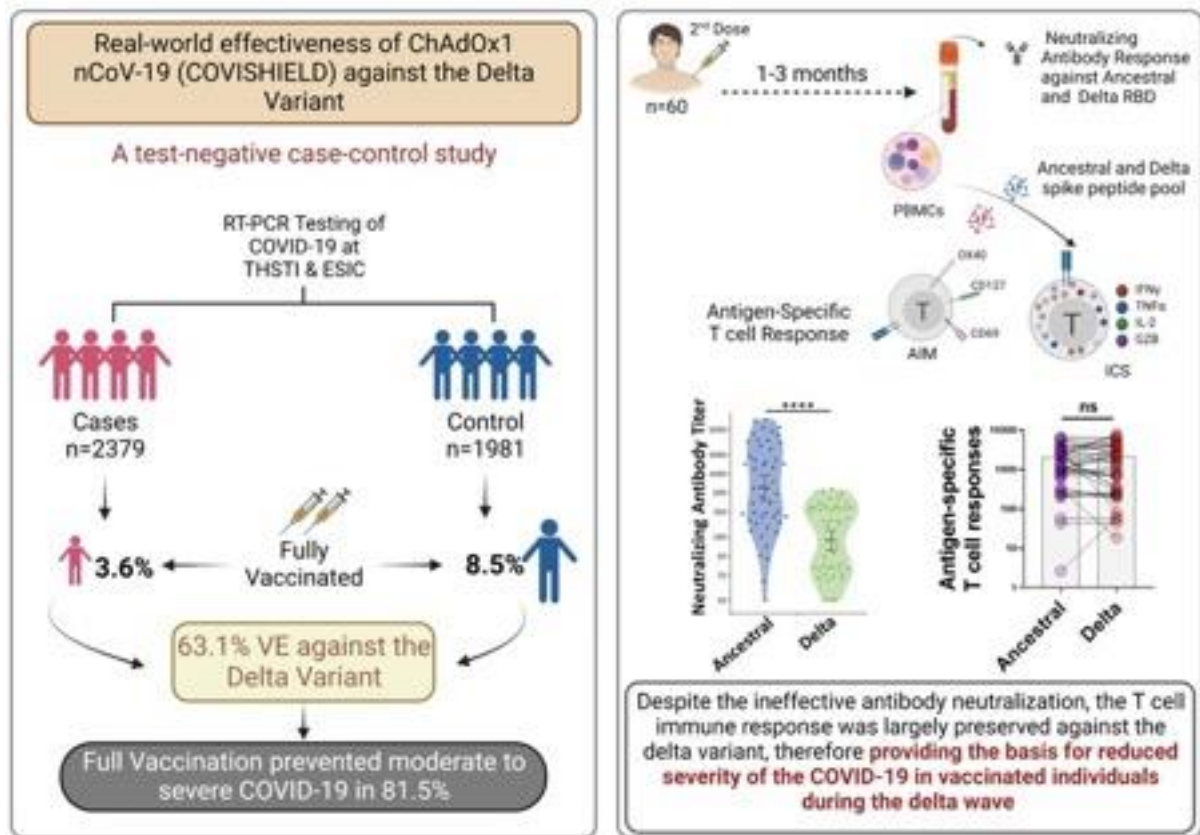 Real-world effectiveness of ChAdOx1
nCoV-19 (COVISHIELD) against the Delta
Variant
A test-negative case-control study
RT-PCR Testing of
COVID-19 at
THSTI & ESIC
Cases
n=2379
Control
n=1981
3.6%
Fully
Vaccinated
8.5%
63.1% VE against the
Delta Variant
Full Vaccination prevented moderate to
severe COVID-19 in 81.5%
2nd Dose
n=60
1-3 months
Neutralizing
Antibody Response
against Ancestral
and Delta RBD
PBMCs
Ancestral and Delta
spike peptide pool
Antigen-Specific
T cell Response
OX40
CD137
CD69
T
AIM
T
IFNγ
TNFα
IL-2
GZB
ICS
Neutralizing Antibody Titer
****
Ancestral
Delta
Antigen-specific
T cell responses
ns
Ancestral
Delta
Despite the ineffective antibody neutralization, the T cell
immune response was largely preserved against the
delta variant, therefore providing the basis for reduced
severity of the COVID-19 in vaccinated individuals
during the delta wave